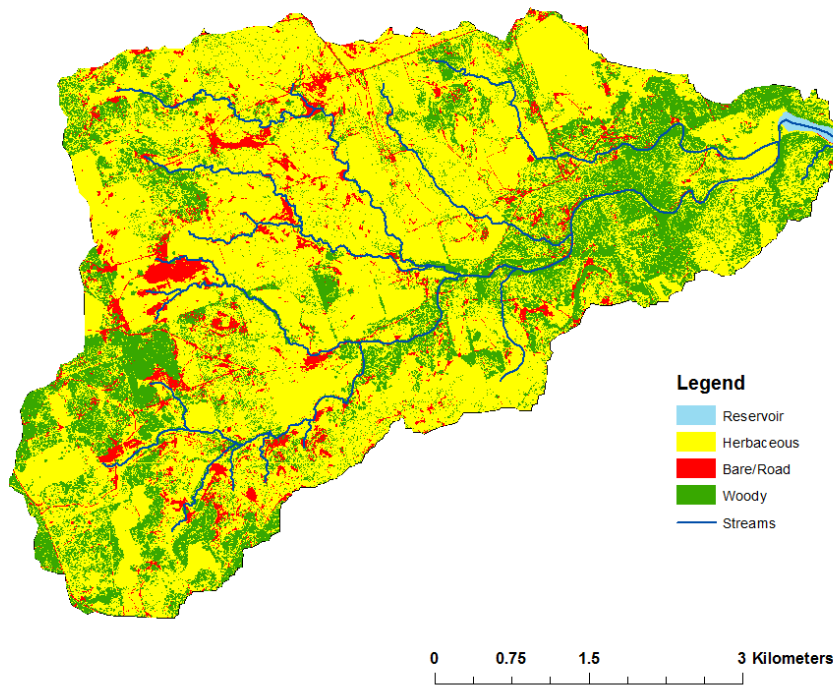 Legend
Reservoir
Herbaceous
Bare/Road
Woody
Streams
0 0.75 1.5 3 Kilometers